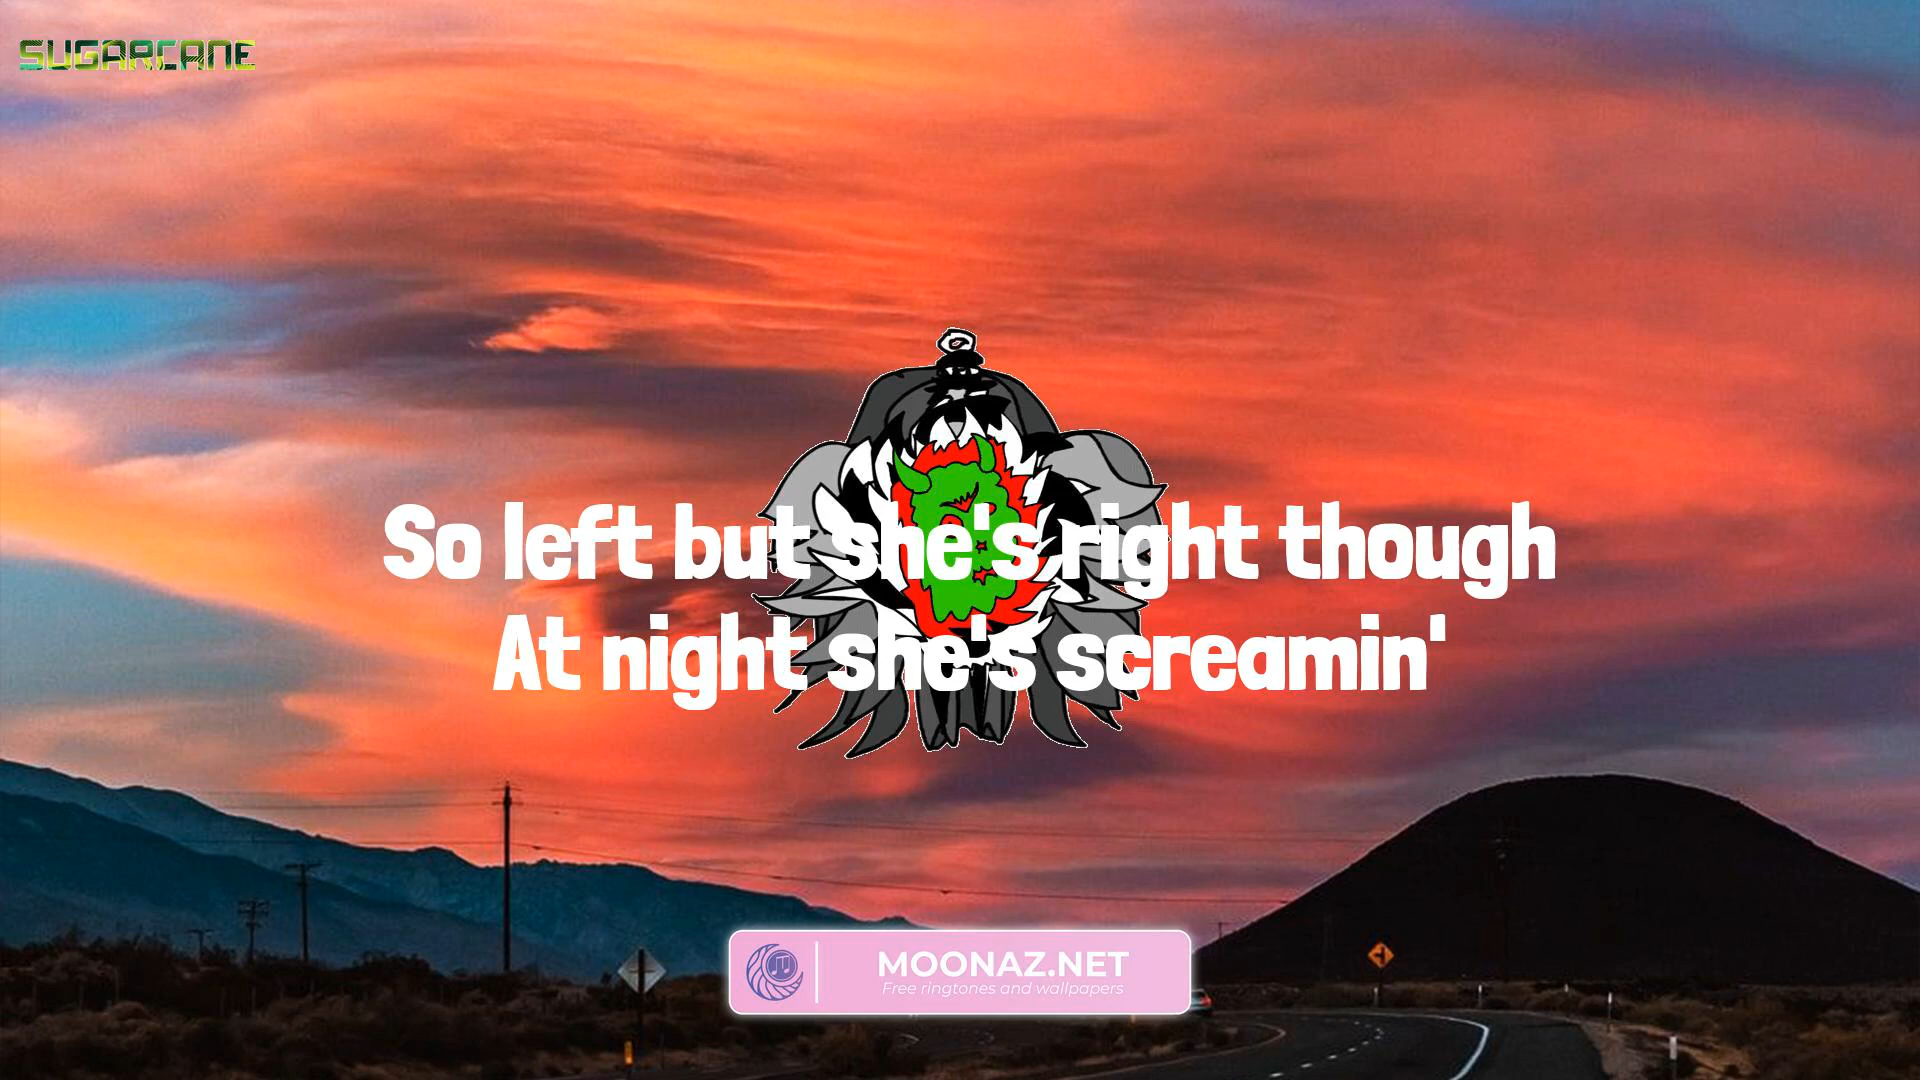 SUGARCANE
So left but she's right though
At night she's screamin'
MOONAZ.NET
Free ringtones and wallpapers